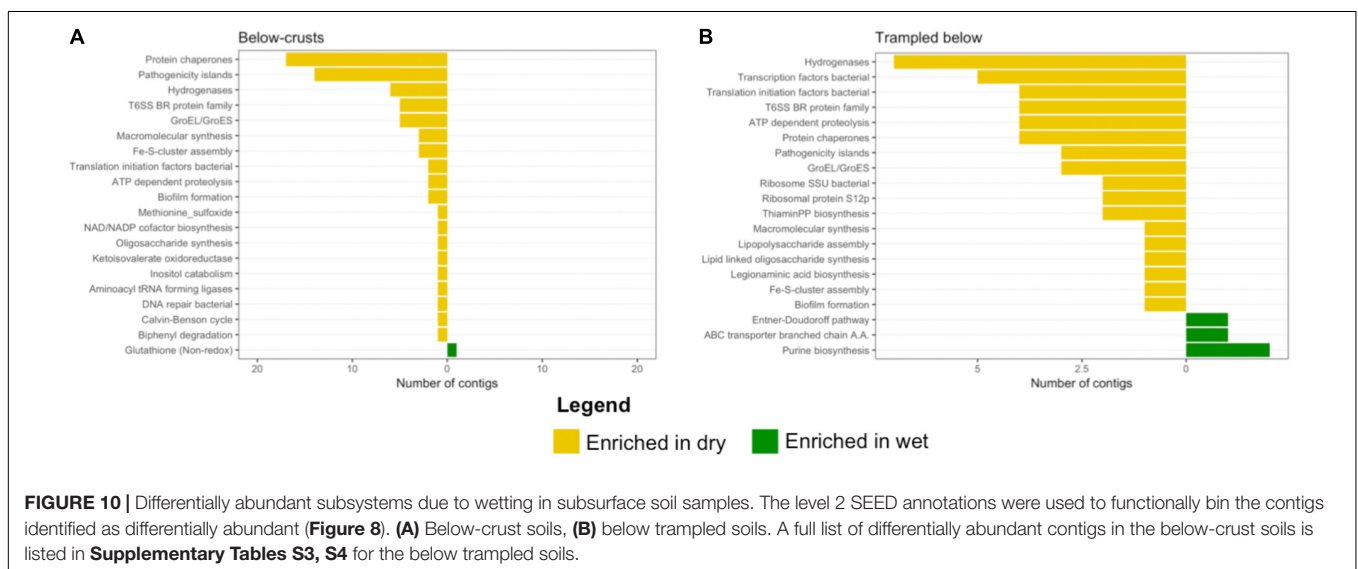 A
Below-crusts
Protein chaperones
Pathogenicity islands
Hydrogenases
T6SS BR protein family
GroEL/GroES
Macromolecular synthesis
Fe-S-cluster assembly
Translation initiation factors bacterial
ATP dependent proteolysis
Biofilm formation
Methionine_sulfoxide
NAD/NADP cofactor biosynthesis
Oligosaccharide synthesis
Ketoisovalerate oxidoreductase
Inositol catabolism
Aminoacyl tRNA forming ligases
DNA repair bacterial
Calvin-Benson cycle
Biphenyl degradation
Glutathione (Non-redox)
20 10 0 10 20
Number of contigs
B
Trampled below
Hydrogenases
Transcription factors bacterial
Translation initiation factors bacterial
T6SS BR protein family
ATP dependent proteolysis
Protein chaperones
Pathogenicity islands
GroEL/GroES
Ribosome SSU bacterial
Ribosomal protein S12p
ThiaminPP biosynthesis
Macromolecular synthesis
Lipopolysaccharide assembly
Lipid linked oligosaccharide synthesis
Legionaminic acid biosynthesis
Fe-S-cluster assembly
Biofilm formation
Entner-Doudoroff pathway
ABC transporter branched chain A.A.
Purine biosynthesis
5 2.5 0
Number of contigs
Legend
Enriched in dry Enriched in wet
FIGURE 10 | Differentially abundant subsystems due to wetting in subsurface soil samples. The level 2 SEED annotations were used to functionally bin the contigs
identified as differentially abundant (Figure 8). (A) Below-crust soils, (B) below trampled soils. A full list of differentially abundant contigs in the below-crust soils is
listed in Supplementary Tables S3, S4 for the below trampled soils.